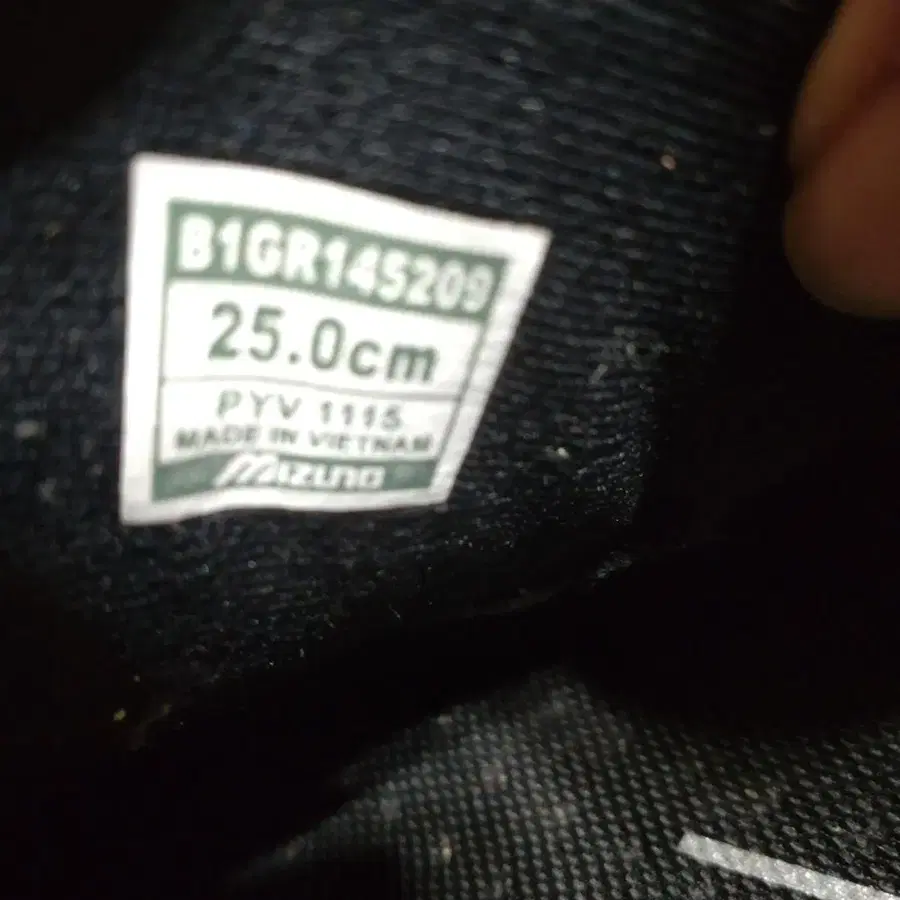 B1GR145209
25.0cm
PYV 1115
MADE IN VIETNAM
Mizuno